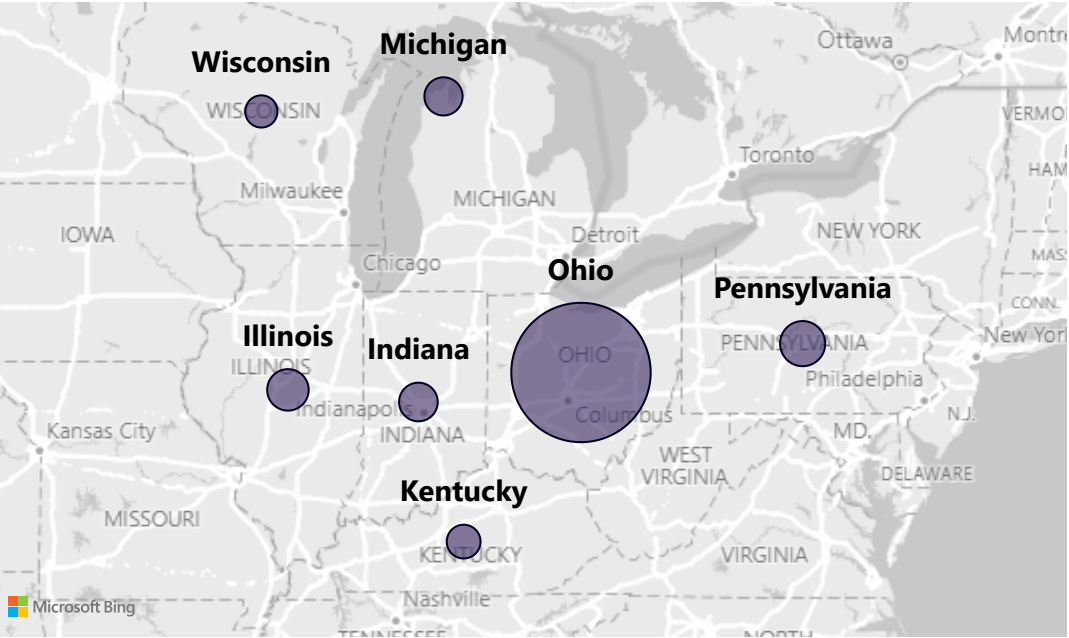 Ottawa
Montre
Michigan
Wisconsin
WISCONSIN
VERMO
Toronto
HAM
Milwaukee
MICHIGAN
IOWA
Detroit
NEW YORK
MASS
Chicago
Ohio
Pennsylvania
CONN.
Illinois
Indiana
New York
OHIO
PENNSYLVANIA
ILLINOIS
Philadelphia
Indianapolis
Columbus
N.J.
Kansas City
INDIANA
MD.
WEST
VIRGINIA
DELAWARE
Kentucky
MISSOURI
KENTUCKY
VIRGINIA
Nashville
Microsoft Bing
TENNESSEE
NORTH